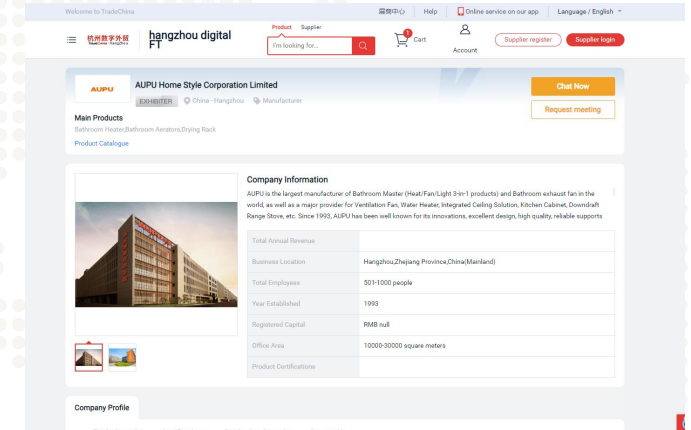 Welcome to TradeChina
展商中心 Help Online service on our app Language / English
杭州数字外贸
hangzhou digital FT
Product Supplier
I'm looking for...
1
Cart
Account
Supplier register
Supplier login
AUPU
AUPU Home Style Corporation Limited
EXHIBITER China - Hangzhou Manufacturer
Main Products
Bathroom Heater,Bathroom Aerators,Drying Rack
Product Catalogue
Chat Now
Request meeting
Company Information
AUPU is the largest manufacturer of Bathroom Master (Heat/Fan/Light 3-in-1 products) and Bathroom exhaust fan in the
world, as well as a major provider for Ventilation Fan, Water Heater, Integrated Ceiling Solution, Kitchen Cabinet, Downdraft
Range Stove, etc. Since 1993, AUPU has been well known for its innovations, excellent design, high quality, reliable supports
Total Annual Revenue
Business Location Hangzhou,Zhejiang Province,China(Mainland)
Total Employees 501-1000 people
Year Established 1993
Registered Capital RMB null
Office Area 10000-30000 square meters
Product Certifications
Company Profile